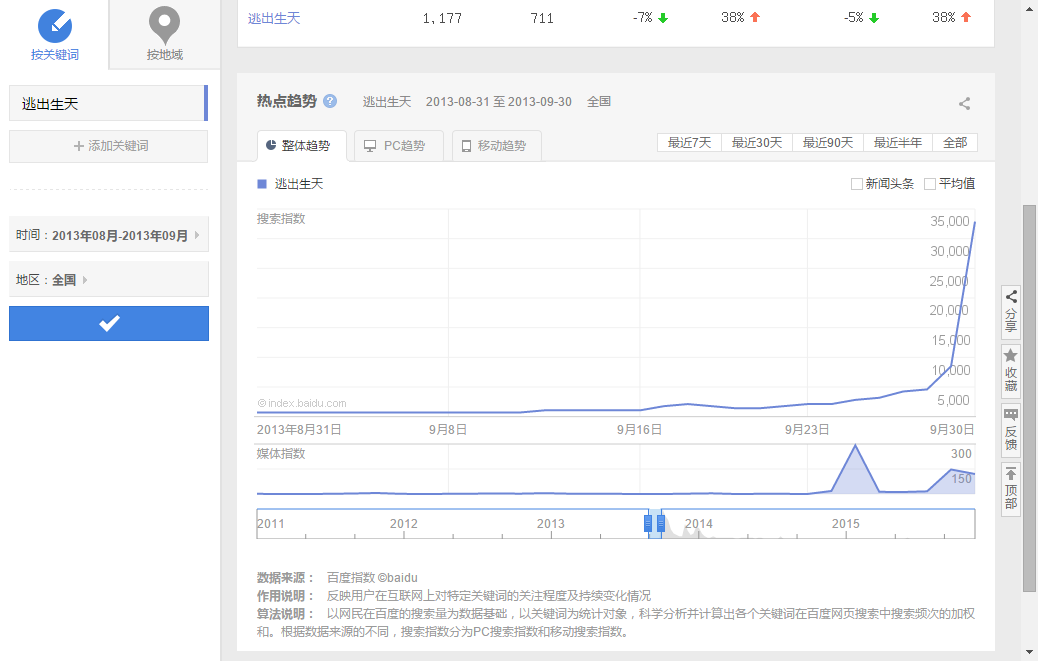 按关键词
按地域
逃出生天
添加关键词
时间：2013年08月-2013年09月
地区：全国
逃出生天 1,177 711 -7% 38% -5% 38%
热点趋势 ? 逃出生天 2013-08-31 至 2013-09-30 全国
整体趋势 PC趋势 移动趋势 最近7天 最近30天 最近90天 最近半年 全部
逃出生天 新闻头条 平均值
搜索指数
35,000
30,000
25,000
20,000
15,000
10,000
5,000
© index.baidu.com
2013年8月31日 9月8日 9月16日 9月23日 9月30日
媒体指数
300
150
2011 2012 2013 2014 2015
数据来源： 百度指数 ©baidu
作用说明： 反映用户在互联网上对特定关键词的关注程度及持续变化情况
算法说明： 以网民在百度的搜索量为数据基础，以关键词为统计对象，科学分析并计算出各个关键词在百度网页搜索中搜索频次的加权
和。根据数据来源的不同，搜索指数分为PC搜索指数和移动搜索指数。
分享
收藏
反馈
顶部